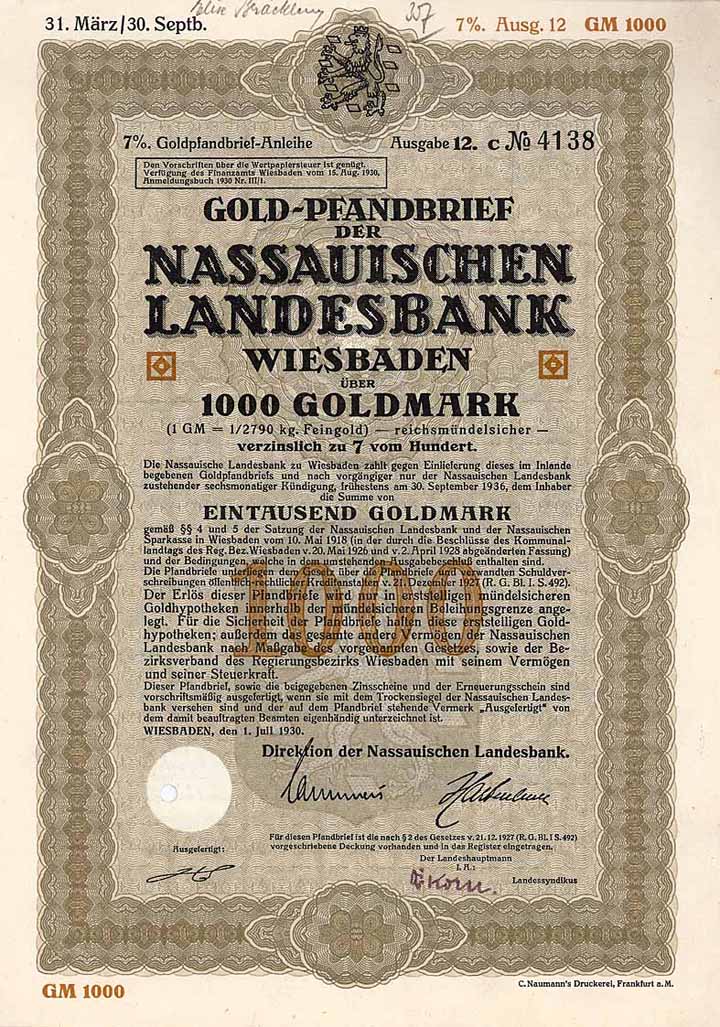 31. März/30. Septb.
357
7%. Ausg. 12 GM 1000
7%. Goldpfandbrief-Anleihe Ausgabe 12. C № 4138
Den Vorschriften über die Wertpapiersteuer ist genügt.
Verfügung des Finanzamts Wiesbaden vom 15. Aug. 1930,
Anmeldungsbuch 1930 Nr. III/1.
GOLD-PFANDBRIEF
DER
NASSAUISCHEN
LANDESBANK
WIESBADEN
ÜBER
1000 GOLDMARK
(1 GM = 1/2790 kg. Feingold) — reichsmündelsicher —
verzinslich zu 7 vom Hundert.
Die Nassauische Landesbank zu Wiesbaden zahlt gegen Einlieferung dieses im Inlande
begebenen Goldpfandbriefs und nach vorgängiger nur der Nassauischen Landesbank
zustehender sechsmonatiger Kündigung, frühestens am 30. September 1936, dem Inhaber
die Summe von
EINTAUSEND GOLDMARK
gemäß §§ 4 und 5 der Satzung der Nassauischen Landesbank und der Nassauischen
Sparkasse in Wiesbaden vom 10. Mai 1918 (in der durch die Beschlüsse des Kommunal-
landtags des Reg. Bez. Wiesbaden v. 20. Mai 1926 und v. 2. April 1928 abgeänderten Fassung)
und der Bedingungen, welche in den umstehenden Ausgabebedingungen enthalten sind.
Die Pfandbriefe unterliegen dem Gesetz über die Pfandbriefe und verwandten Schuldver-
schreibungen öffentlich-rechtlicher Kreditanstalten v. 21. Dezember 1927 (R. G. Bl. I S. 492).
Der Erlös dieser Pfandbriefe wird nur in erststelligen mündelsicheren
Goldhypotheken innerhalb der gesetzlichen Beleihungsgrenze ange-
legt. Für die Sicherheit der Pfandbriefe haften diese erststelligen Gold-
hypotheken; außerdem das gesamte andere Vermögen der Nassauischen
Landesbank nach Maßgabe des vorgenannten Gesetzes, sowie der Be-
zirksverband des Regierungsbezirks Wiesbaden mit seinem Vermögen
und seiner Steuerkraft.
1000
Dieser Pfandbrief, sowie die beigegebenen Zinsscheine und der Erneuerungsschein sind
vorschriftsmäßig ausgefertigt, wenn sie mit dem Trockensiegel der Nassauischen Landes-
bank versehen sind und der auf dem Pfandbrief stehende Vermerk „Ausgefertigt“ von
dem damit beauftragten Beamten eigenhändig unterzeichnet ist.
WIESBADEN, den 1. Juli 1930.
Direktion der Nassauischen Landesbank.
Für diesen Pfandbrief ist die nach § 2 des Gesetzes v. 21. 12. 1927 (R. G. Bl. I S. 492)
vorgeschriebene Deckung vorhanden und in das Register eingetragen.
Ausgefertigt:
Der Landeshauptmann
I. A.:
Korn. Landessyndikus
GM 1000
C. Naumann's Druckerei, Frankfurt a. M.